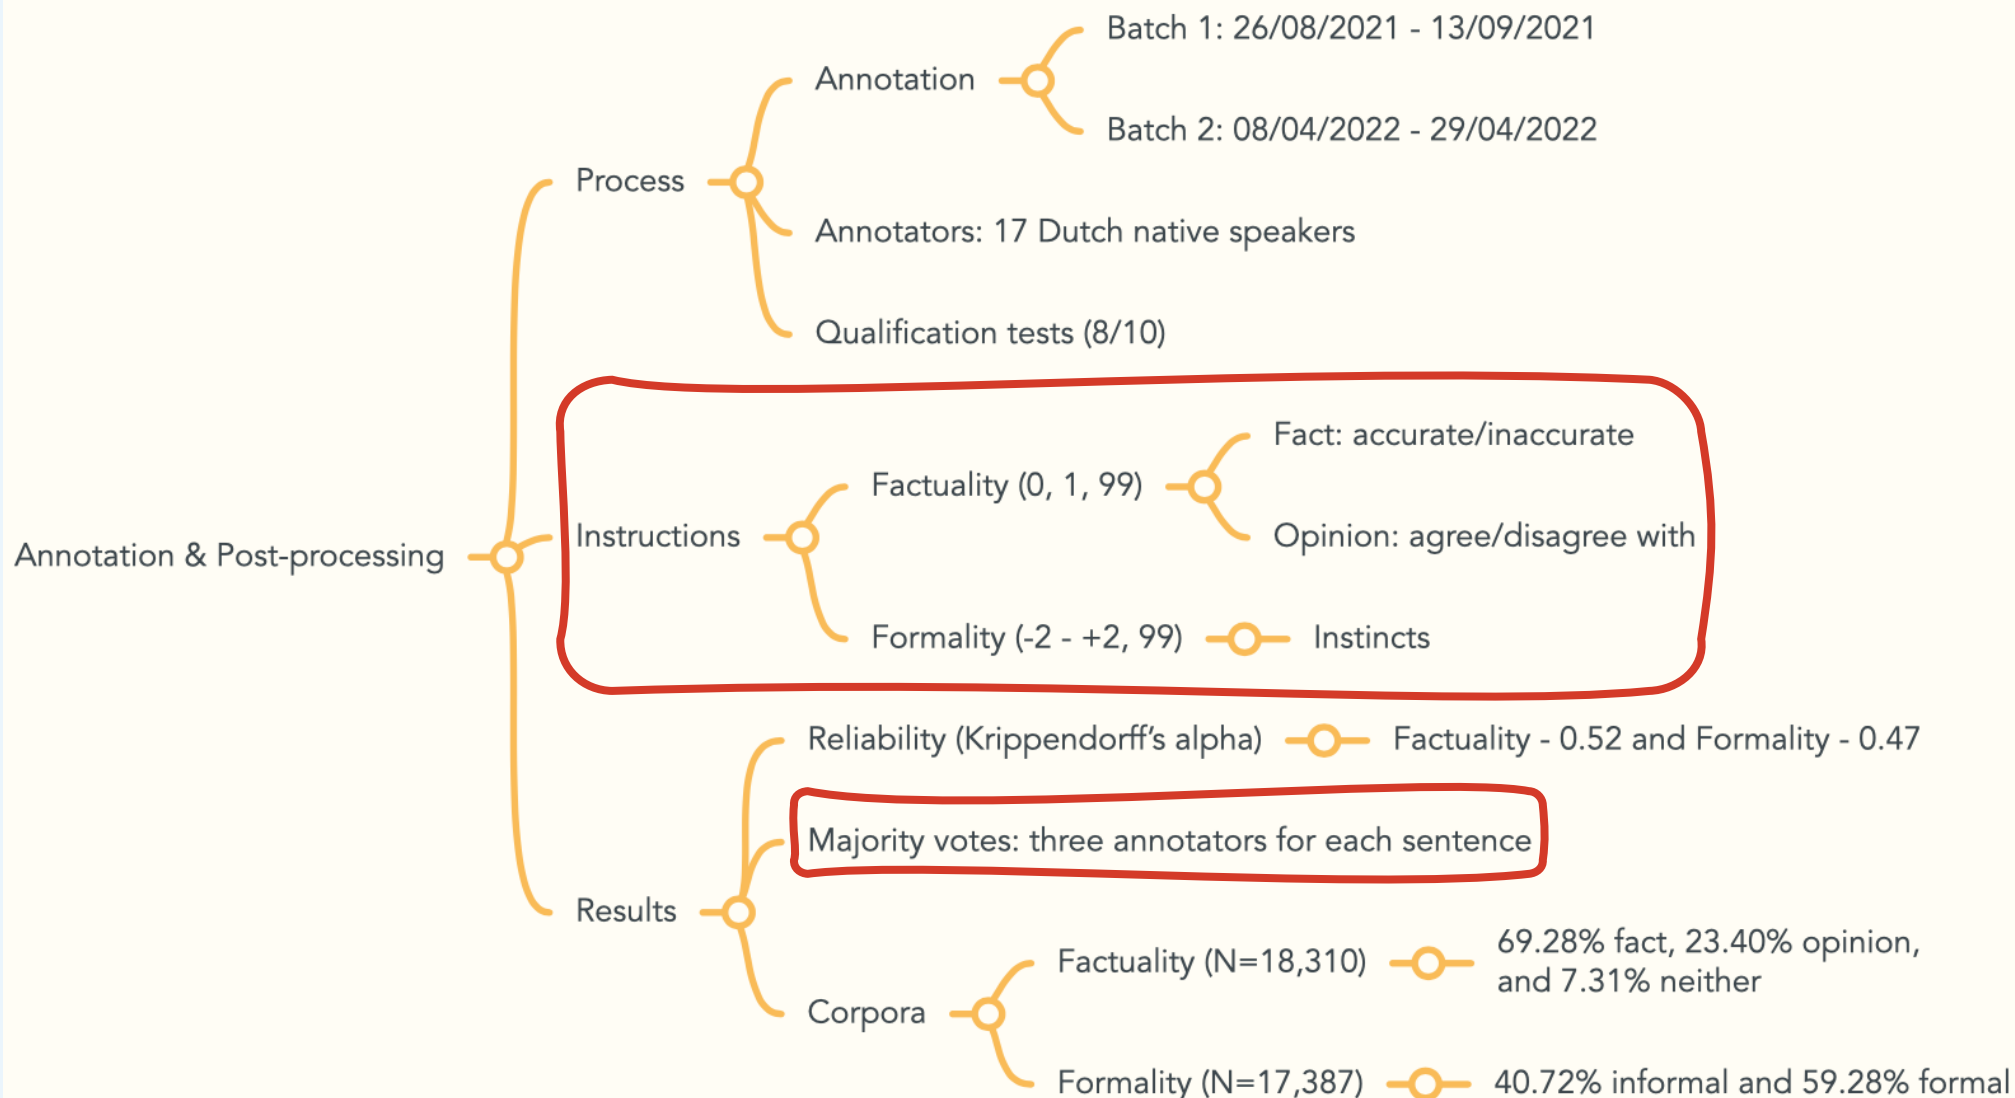 Batch 1: 26/08/2021 - 13/09/2021
Annotation
Batch 2: 08/04/2022 - 29/04/2022
Process
Annotators: 17 Dutch native speakers
Qualification tests (8/10)
Fact: accurate/inaccurate
Factuality (0, 1, 99)
Instructions
Opinion: agree/disagree with
Annotation & Post-processing
Formality (-2 - +2, 99)
Instincts
Reliability (Krippendorff's alpha)
Factuality - 0.52 and Formality - 0.47
Majority votes: three annotators for each sentence
Results
Factuality (N=18,310)
69.28% fact, 23.40% opinion,
and 7.31% neither
Corpora
Formality (N=17,387)
40.72% informal and 59.28% formal